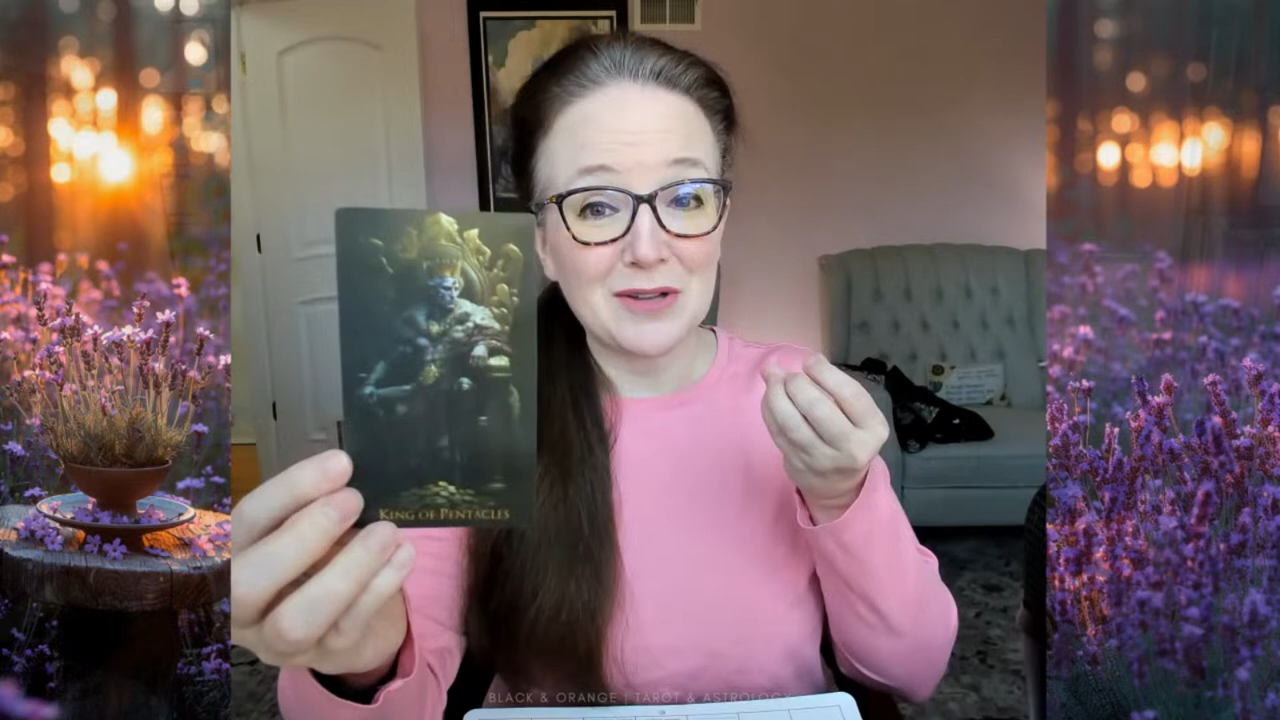 KING OF PENTACLES
BLACK & ORANGE | TAROT & ASTROLOGY